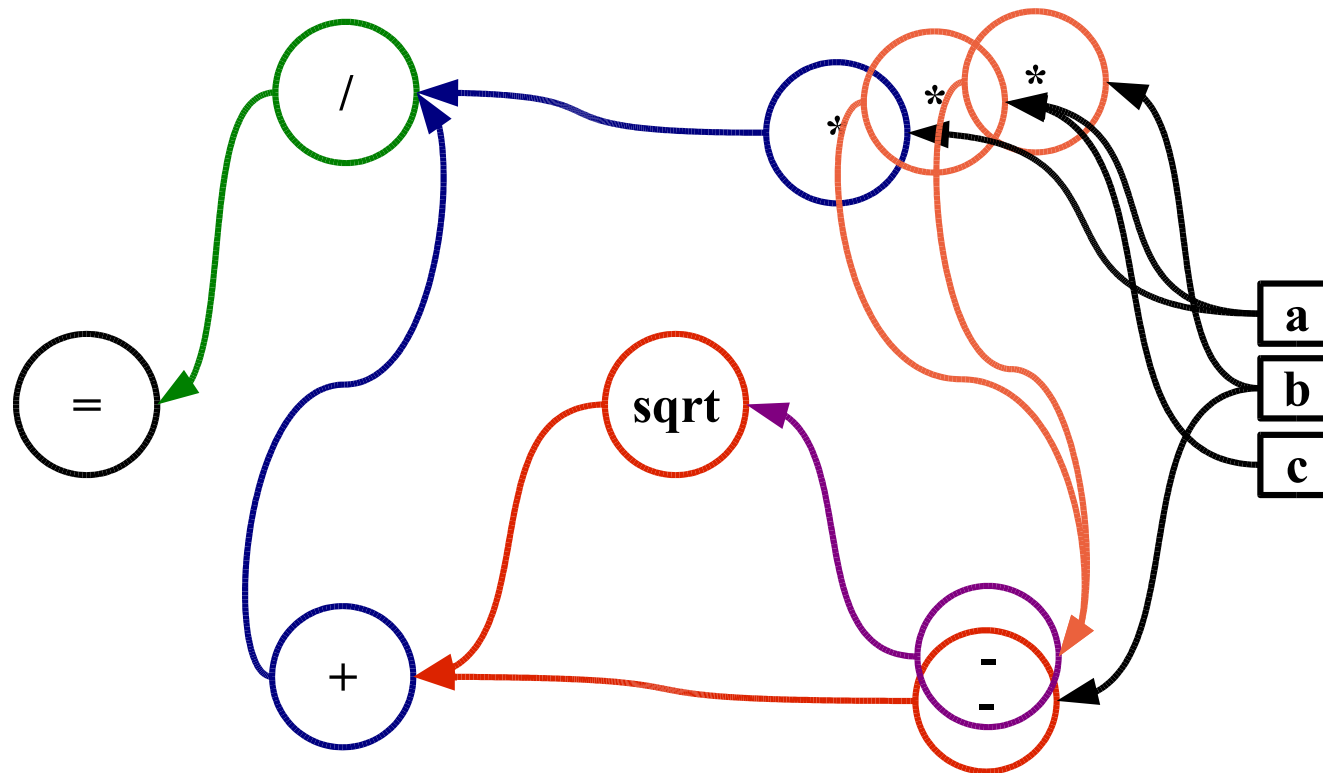 /
*
*
*
a
b
c
=
sqrt
+
-
-